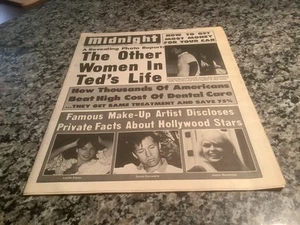 midnight
HOW TO GET
MOST MONEY
FOR YOUR CAR
A Revealing Photo Report
The Other
Women In
Ted's Life
How Thousands Of Americans
Beat High Cost Of Dental Care
...THEY GET SAME TREATMENT AND SAVE 75%
Famous Make-Up Artist Discloses
Private Facts About Hollywood Stars